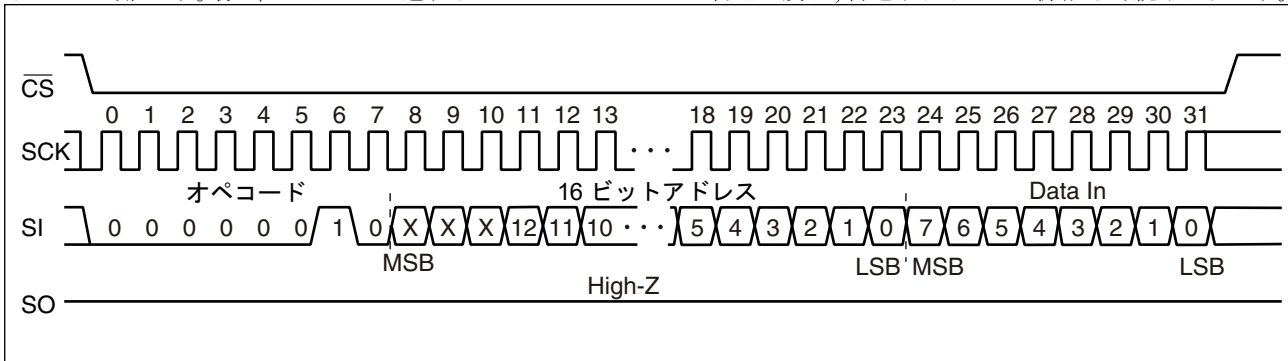 CS
0 1 2 3 4 5 6 7 8 9 10 11 12 13 18 19 20 21 22 23 24 25 26 27 28 29 30 31
SCK ···
オペコード 16 ビットアドレス Data In
SI 0 0 0 0 0 0 1 0 X X X 12 11 10 ··· 5 4 3 2 1 0 7 6 5 4 3 2 1 0
MSB LSB MSB LSB
High-Z
SO